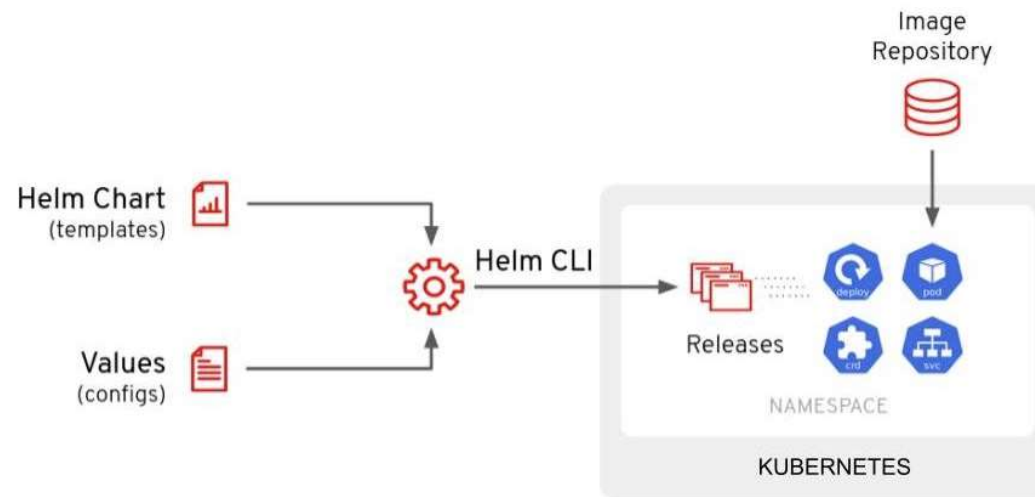 Image
Repository
Helm Chart
(templates)
Helm CLI
Values
(configs)
Releases
deploy
pod
crd
svc
NAMESPACE
KUBERNETES